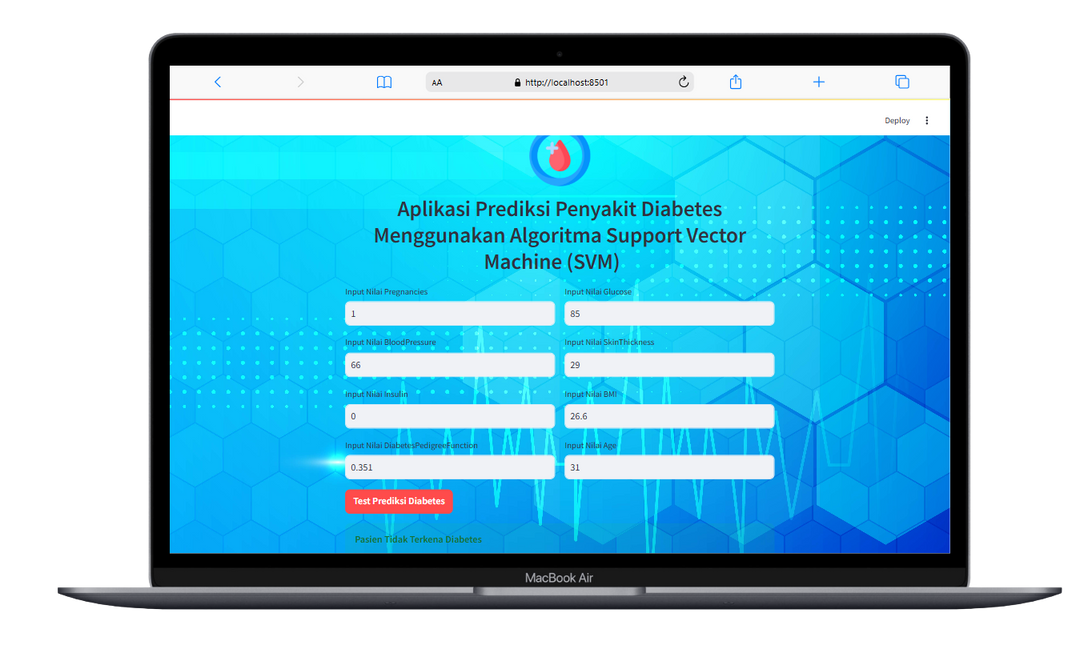 AA
http://localhost:8501
Deploy
Aplikasi Prediksi Penyakit Diabetes
Menggunakan Algoritma Support Vector
Machine (SVM)
Input Nilai Pregnancies
Input Nilai Glucose
1
85
Input Nilai BloodPressure
Input Nilai SkinThickness
66
29
Input Nilai Insulin
Input Nilai BMI
0
26.6
Input Nilai DiabetesPedigreeFunction
Input Nilai Age
0.351
31
Test Prediksi Diabetes
Pasien Tidak Terkena Diabetes
MacBook Air